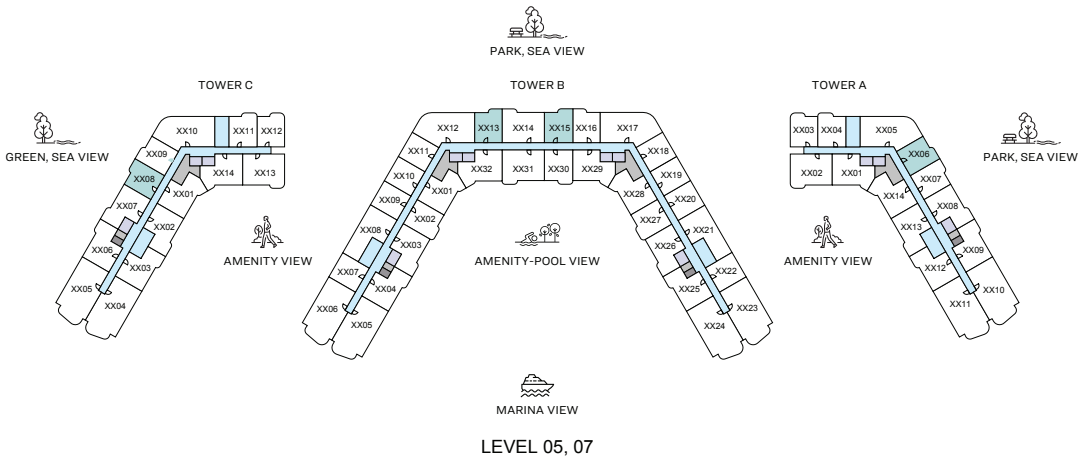 PARK, SEA VIEW
TOWER C
TOWER B
TOWER A
GREEN, SEA VIEW
PARK, SEA VIEW
XX10
XX11
XX12
XX09
XX14
XX13
XX08
XX01
XX07
XX02
XX06
XX03
XX05
XX04
AMENITY VIEW
XX12
XX13
XX14
XX15
XX16
XX17
XX11
XX32
XX31
XX30
XX29
XX18
XX10
XX01
XX28
XX19
XX09
XX02
XX27
XX20
XX08
XX03
XX26
XX21
XX07
XX04
XX25
XX22
XX06
XX05
XX24
XX23
AMENITY-POOL VIEW
XX03
XX04
XX05
XX02
XX01
XX06
XX14
XX07
XX13
XX08
XX12
XX09
XX11
XX10
AMENITY VIEW
MARINA VIEW
LEVEL 05, 07